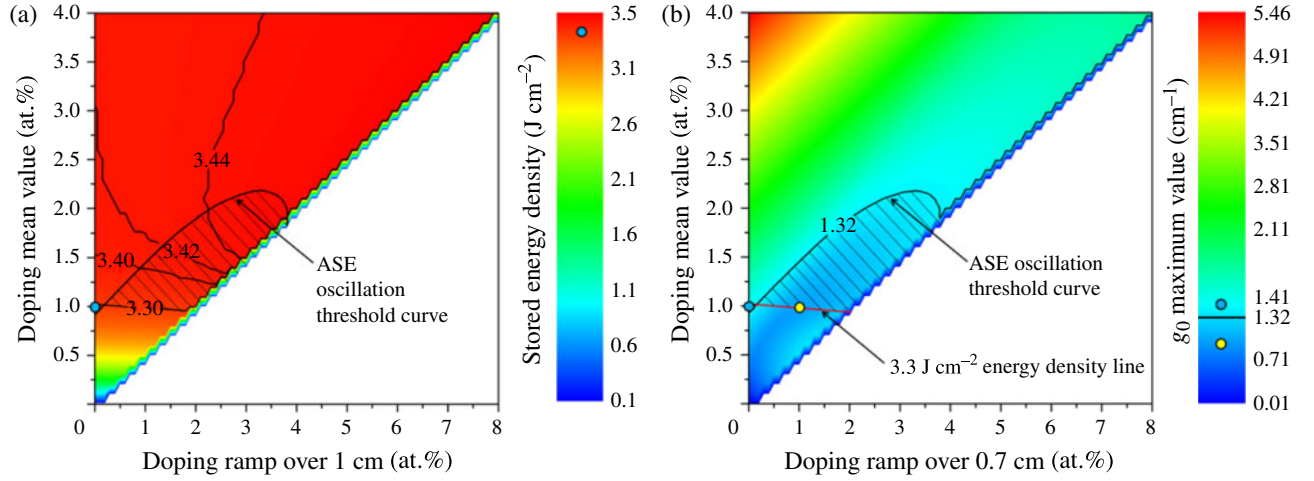 (a)
4.0
3.5
3.0
2.5
2.0
1.5
1.0
0.5
Doping mean value (at.%)
3.44
3.42
3.40
3.30
ASE
oscillation
threshold curve
0 1 2 3 4 5 6 7 8
Doping ramp over 1 cm (at.%)
Stored energy density (J cm⁻²)
3.5
3.1
2.6
2.1
1.6
1.1
0.6
0.1
(b)
4.0
3.5
3.0
2.5
2.0
1.5
1.0
0.5
Doping mean value (at.%)
1.32
ASE oscillation
threshold curve
3.3 J cm⁻² energy density line
0 1 2 3 4 5 6 7 8
Doping ramp over 0.7 cm (at.%)
g₀ maximum value (cm⁻¹)
5.46
4.91
4.21
3.51
2.81
2.11
1.41
1.32
0.71
0.01